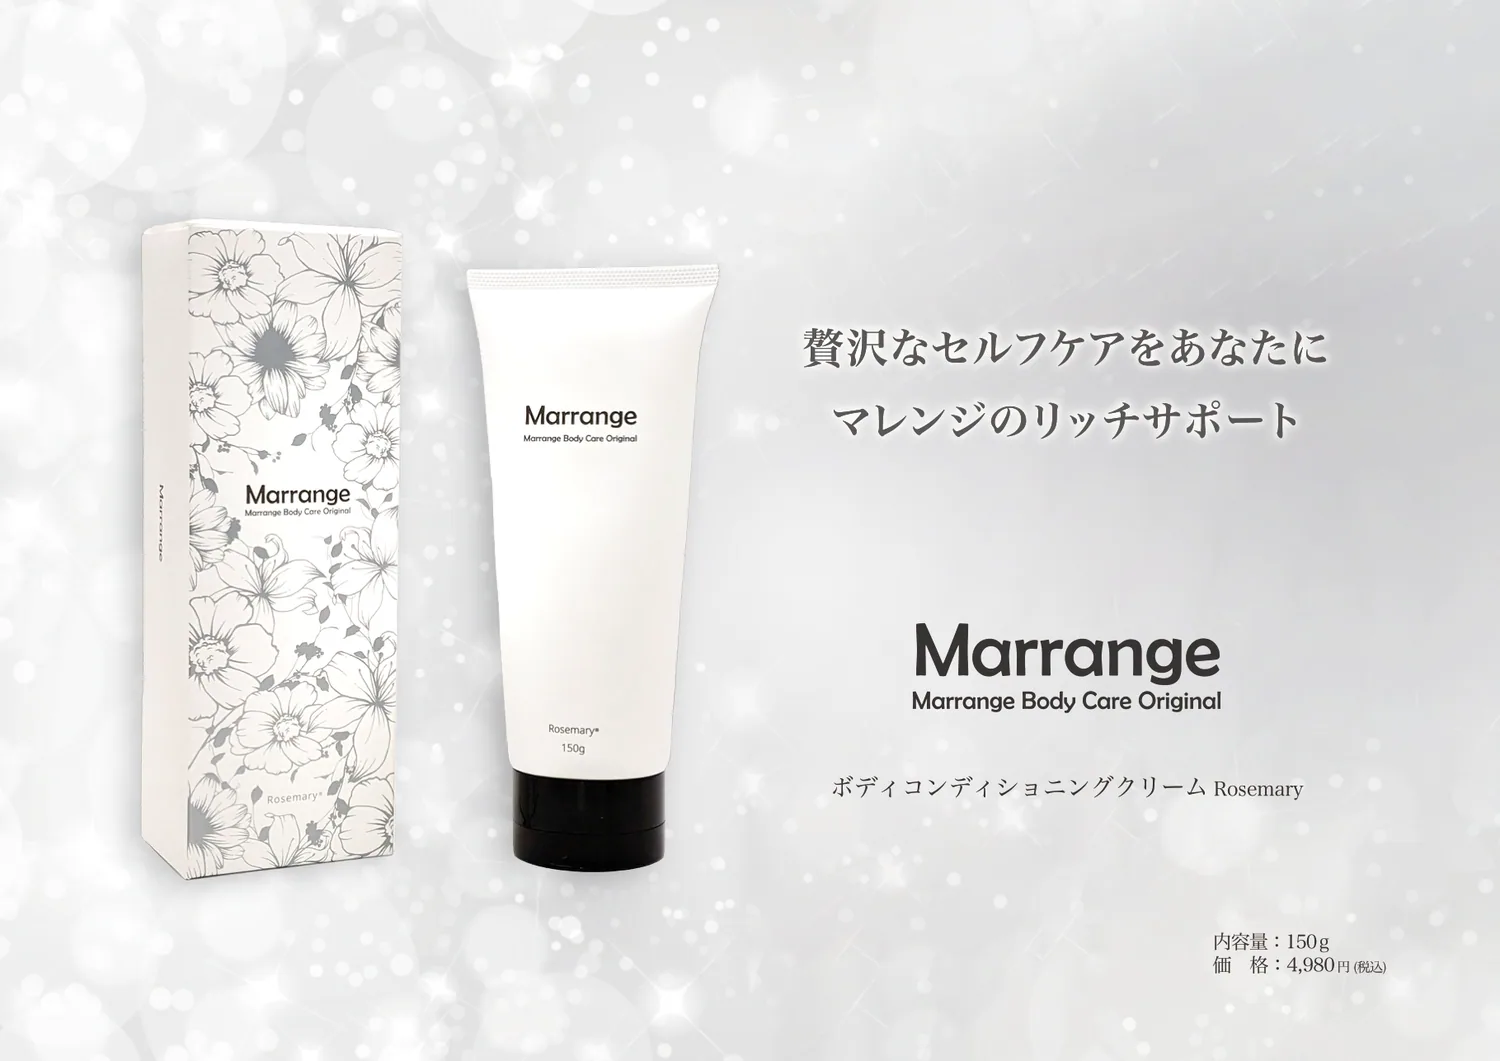 Marrange
Marrange
Marrange Body Care Original
Rosemary®
Marrange
Marrange Body Care Original
Rosemary®
150g
贅沢なセルフケアをあなたに
マレンジのリッチサポート
Marrange
Marrange Body Care Original
ボディコンディショニングクリーム Rosemary
内容量：150g
価　格：4,980円(税込)